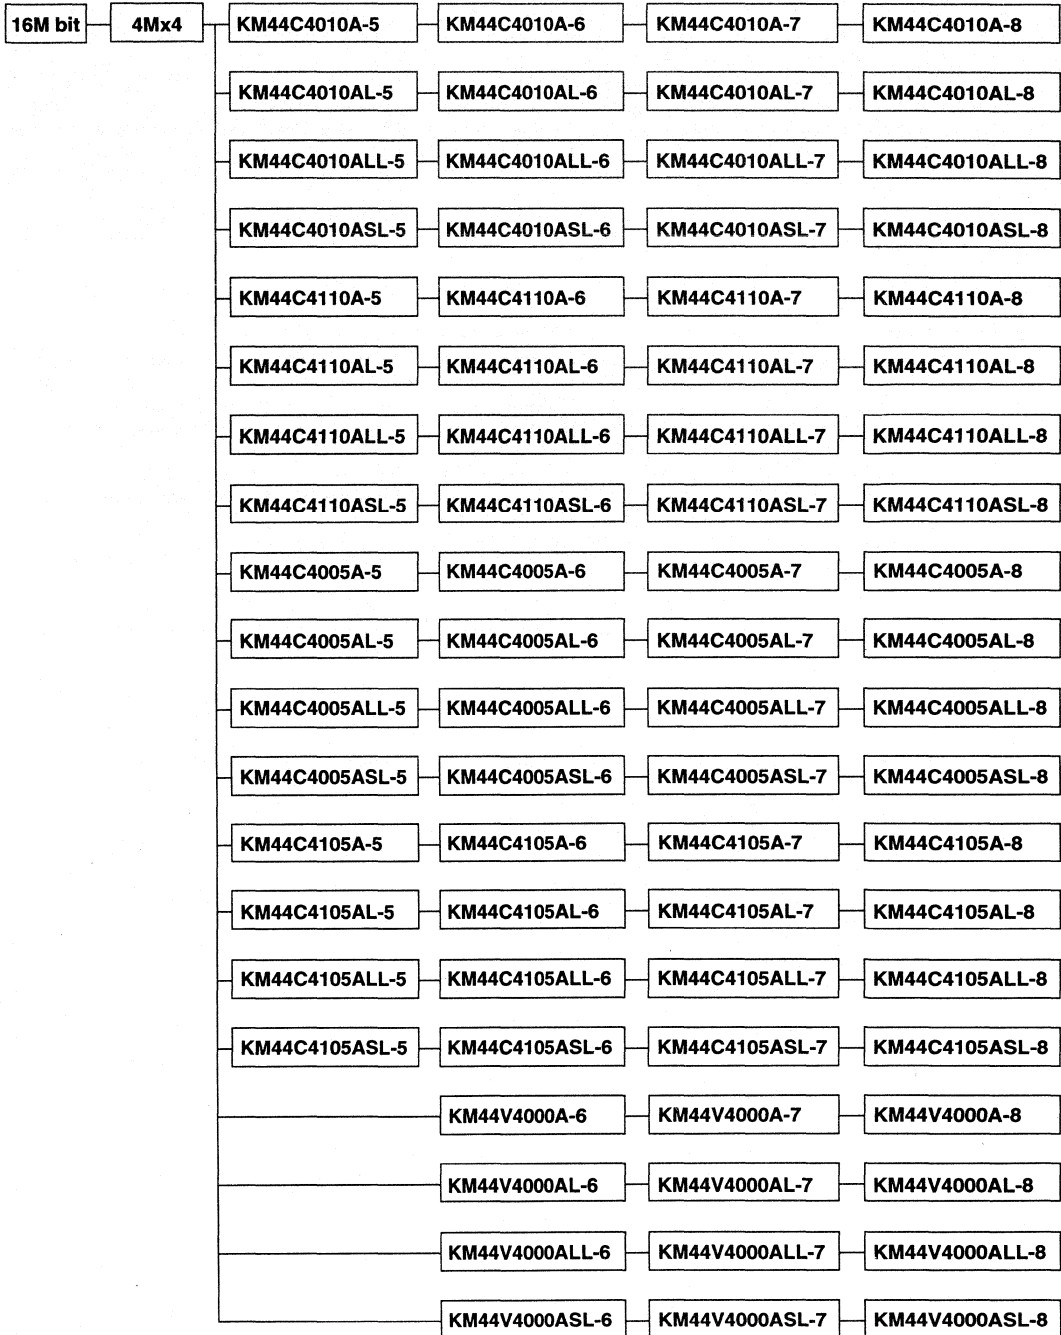 16M bit 4Mx4 KM44C4010A-5 KM44C4010A-6 KM44C4010A-7 KM44C4010A-8
KM44C4010AL-5 KM44C4010AL-6 KM44C4010AL-7 KM44C4010AL-8
KM44C4010ALL-5 KM44C4010ALL-6 KM44C4010ALL-7 KM44C4010ALL-8
KM44C4010ASL-5 KM44C4010ASL-6 KM44C4010ASL-7 KM44C4010ASL-8
KM44C4110A-5 KM44C4110A-6 KM44C4110A-7 KM44C4110A-8
KM44C4110AL-5 KM44C4110AL-6 KM44C4110AL-7 KM44C4110AL-8
KM44C4110ALL-5 KM44C4110ALL-6 KM44C4110ALL-7 KM44C4110ALL-8
KM44C4110ASL-5 KM44C4110ASL-6 KM44C4110ASL-7 KM44C4110ASL-8
KM44C4005A-5 KM44C4005A-6 KM44C4005A-7 KM44C4005A-8
KM44C4005AL-5 KM44C4005AL-6 KM44C4005AL-7 KM44C4005AL-8
KM44C4005ALL-5 KM44C4005ALL-6 KM44C4005ALL-7 KM44C4005ALL-8
KM44C4005ASL-5 KM44C4005ASL-6 KM44C4005ASL-7 KM44C4005ASL-8
KM44C4105A-5 KM44C4105A-6 KM44C4105A-7 KM44C4105A-8
KM44C4105AL-5 KM44C4105AL-6 KM44C4105AL-7 KM44C4105AL-8
KM44C4105ALL-5 KM44C4105ALL-6 KM44C4105ALL-7 KM44C4105ALL-8
KM44C4105ASL-5 KM44C4105ASL-6 KM44C4105ASL-7 KM44C4105ASL-8
KM44V4000A-6 KM44V4000A-7 KM44V4000A-8
KM44V4000AL-6 KM44V4000AL-7 KM44V4000AL-8
KM44V4000ALL-6 KM44V4000ALL-7 KM44V4000ALL-8
KM44V4000ASL-6 KM44V4000ASL-7 KM44V4000ASL-8